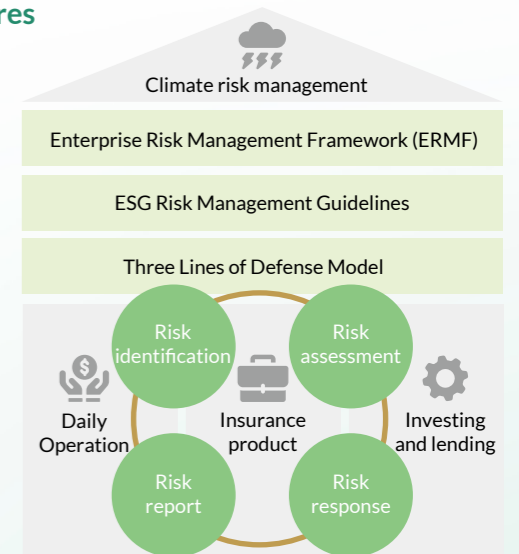 res
Climate risk management
Enterprise Risk Management Framework (ERMF)
ESG Risk Management Guidelines
Three Lines of Defense Model
Risk
identification
Risk
assessment
$
Daily
Operation
Insurance
product
Investing
and lending
Risk
report
Risk
response